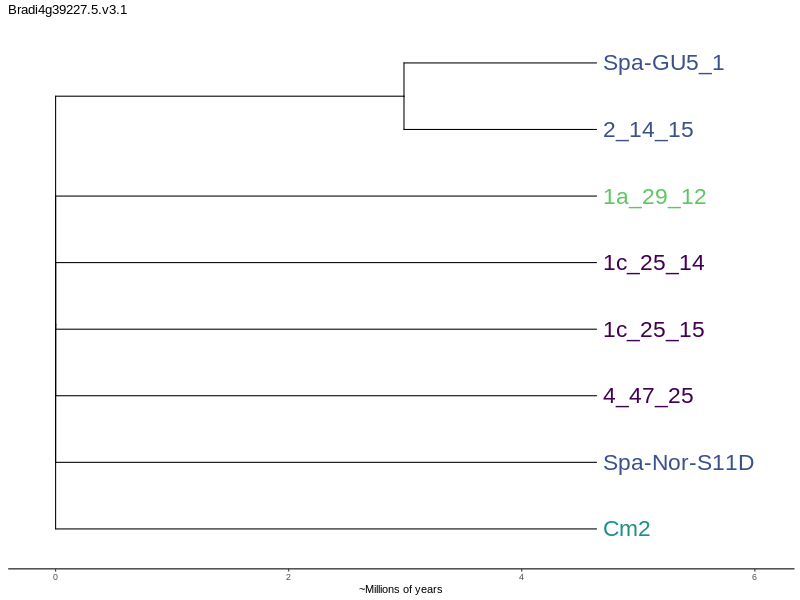 Bradi4g39227.5.v3.1
Spa-GU5_1
2_14_15
1a_29_12
1c_25_14
1c_25_15
4_47_25
Spa-Nor-S11D
Cm2
0 2 4 6
~Millions of years